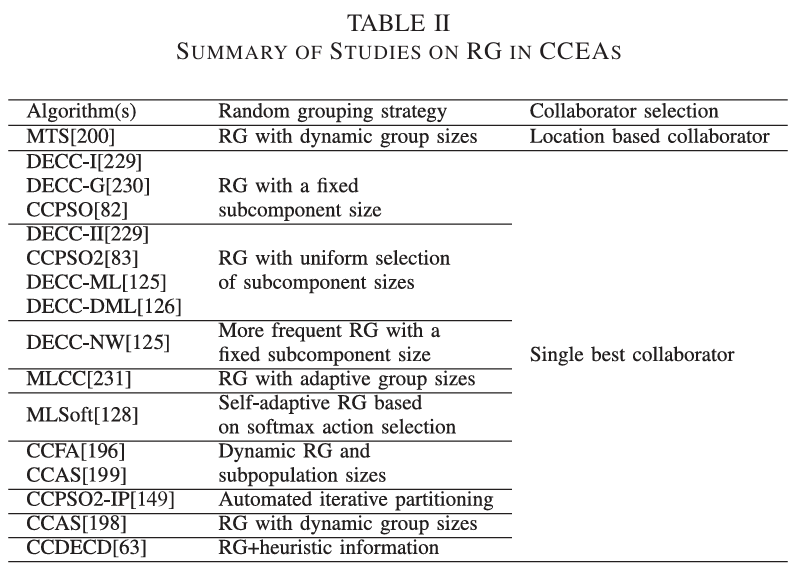 TABLE II
SUMMARY OF STUDIES ON RG IN CCEAS
Algorithm(s) Random grouping strategy Collaborator selection
MTS[200] RG with dynamic group sizes Location based collaborator
DECC-I[229]
DECC-G[230] RG with a fixed
CCPSO[82] subcomponent size
DECC-II[229]
CCPSO2[83] RG with uniform selection
DECC-ML[125] of subcomponent sizes
DECC-DML[126]
More frequent RG with a
DECC-NW[125]
fixed subcomponent size
Single best collaborator
MLCC[231] RG with adaptive group sizes
Self-adaptive RG based
MLSoft[128]
on softmax action selection
CCFA[196] Dynamic RG and
CCAS[199] subpopulation sizes
CCPSO2-IP[149] Automated iterative partitioning
CCAS[198] RG with dynamic group sizes
CCDECD[63] RG+heuristic information